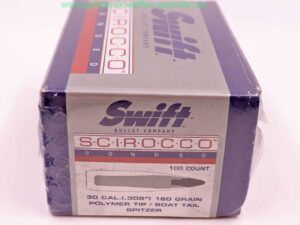 Swift
BULLET COMPANY
SCIROCCO
BONDED
100 COUNT
30 CAL. (.308") 180 GRAIN
POLYMER TIP / BOAT TAIL
SPITZER